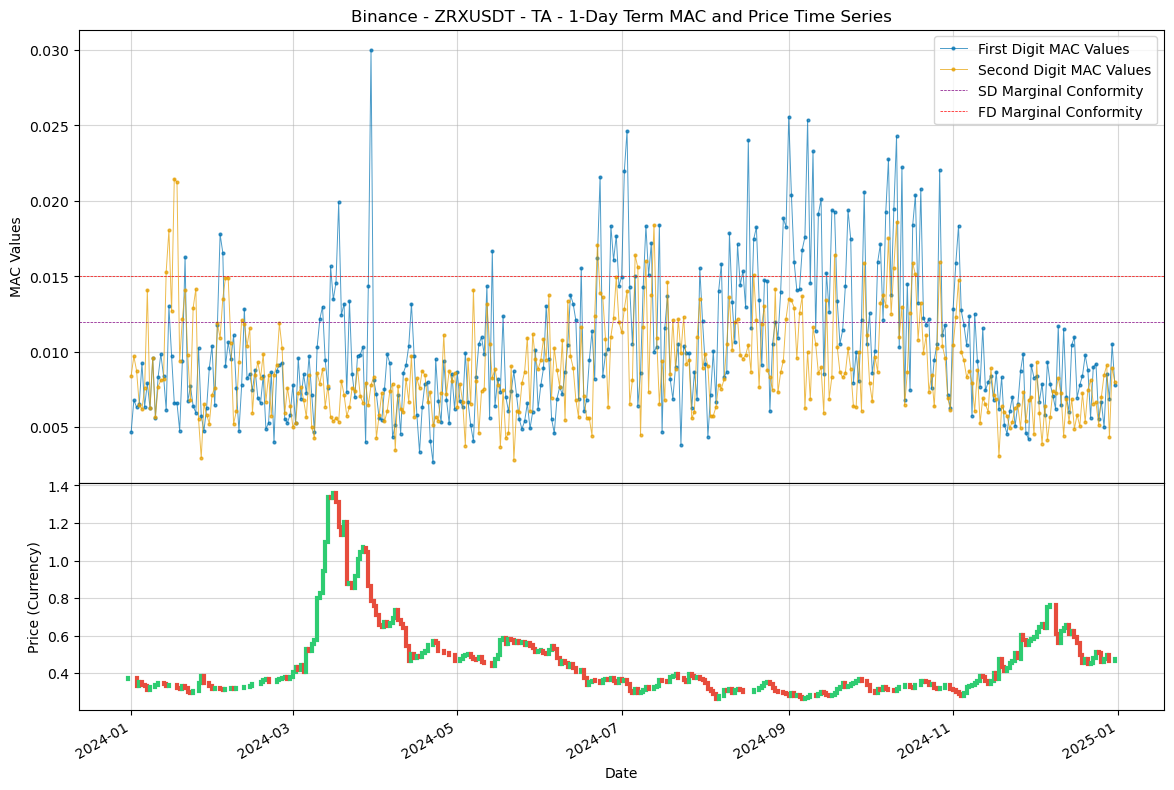 Binance - ZRXUSDT - TA - 1-Day Term MAC and Price Time Series
First Digit MAC Values
Second Digit MAC Values
SD Marginal Conformity
FD Marginal Conformity
MAC Values
0.030
0.025
0.020
0.015
0.010
0.005
Price (Currency)
1.4
1.2
1.0
0.8
0.6
0.4
2024-01
2024-03
2024-05
2024-07
2024-09
2024-11
2025-01
Date